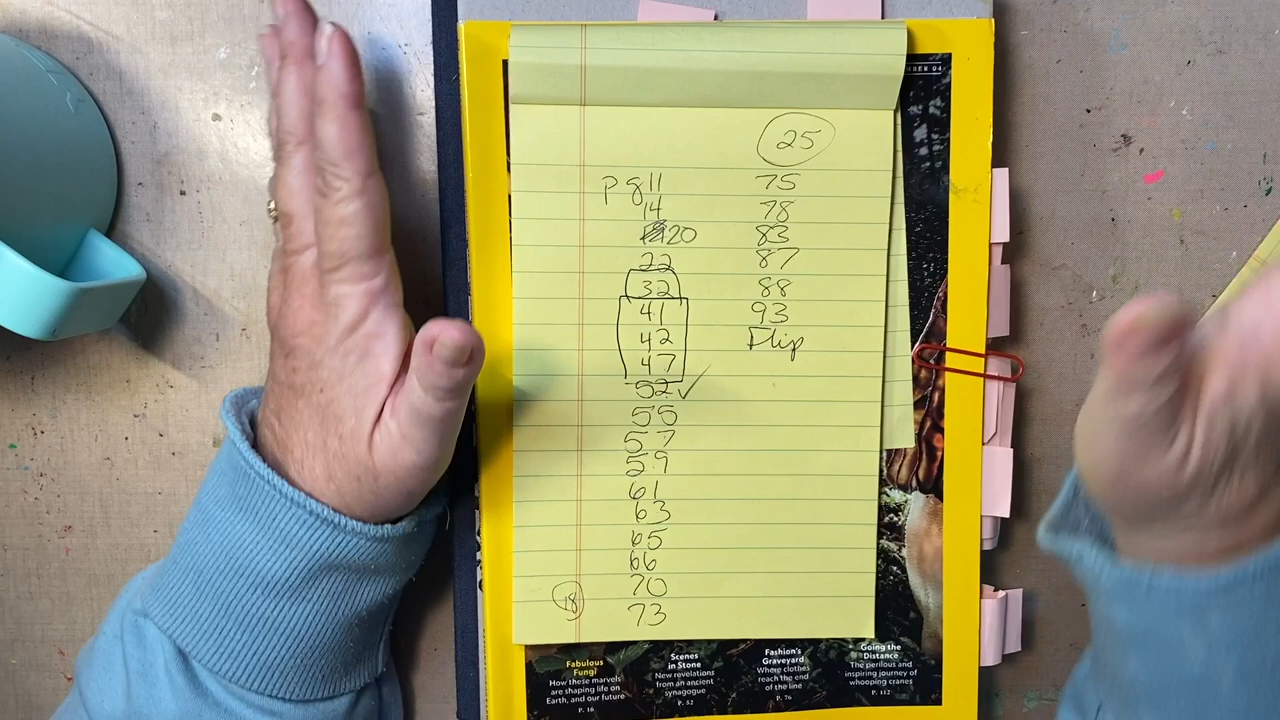 MBER 04
25
pg 11
14
20
22
32
41
42
47
52 ✓
55
57
59
61
63
65
66
70
18
73
75
78
83
87
88
93
Flip
Fabulous
Fungi
How these marvels
are shaping life on
Earth, and our future
P. 16
Scenes
in Stone
New revelations
from an ancient
synagogue
P. 52
Fashion's
Graveyard
Where clothes
reach the end
of the line
P. 76
Going the
Distance
The perilous and
inspiring journey of
whooping cranes
P. 112